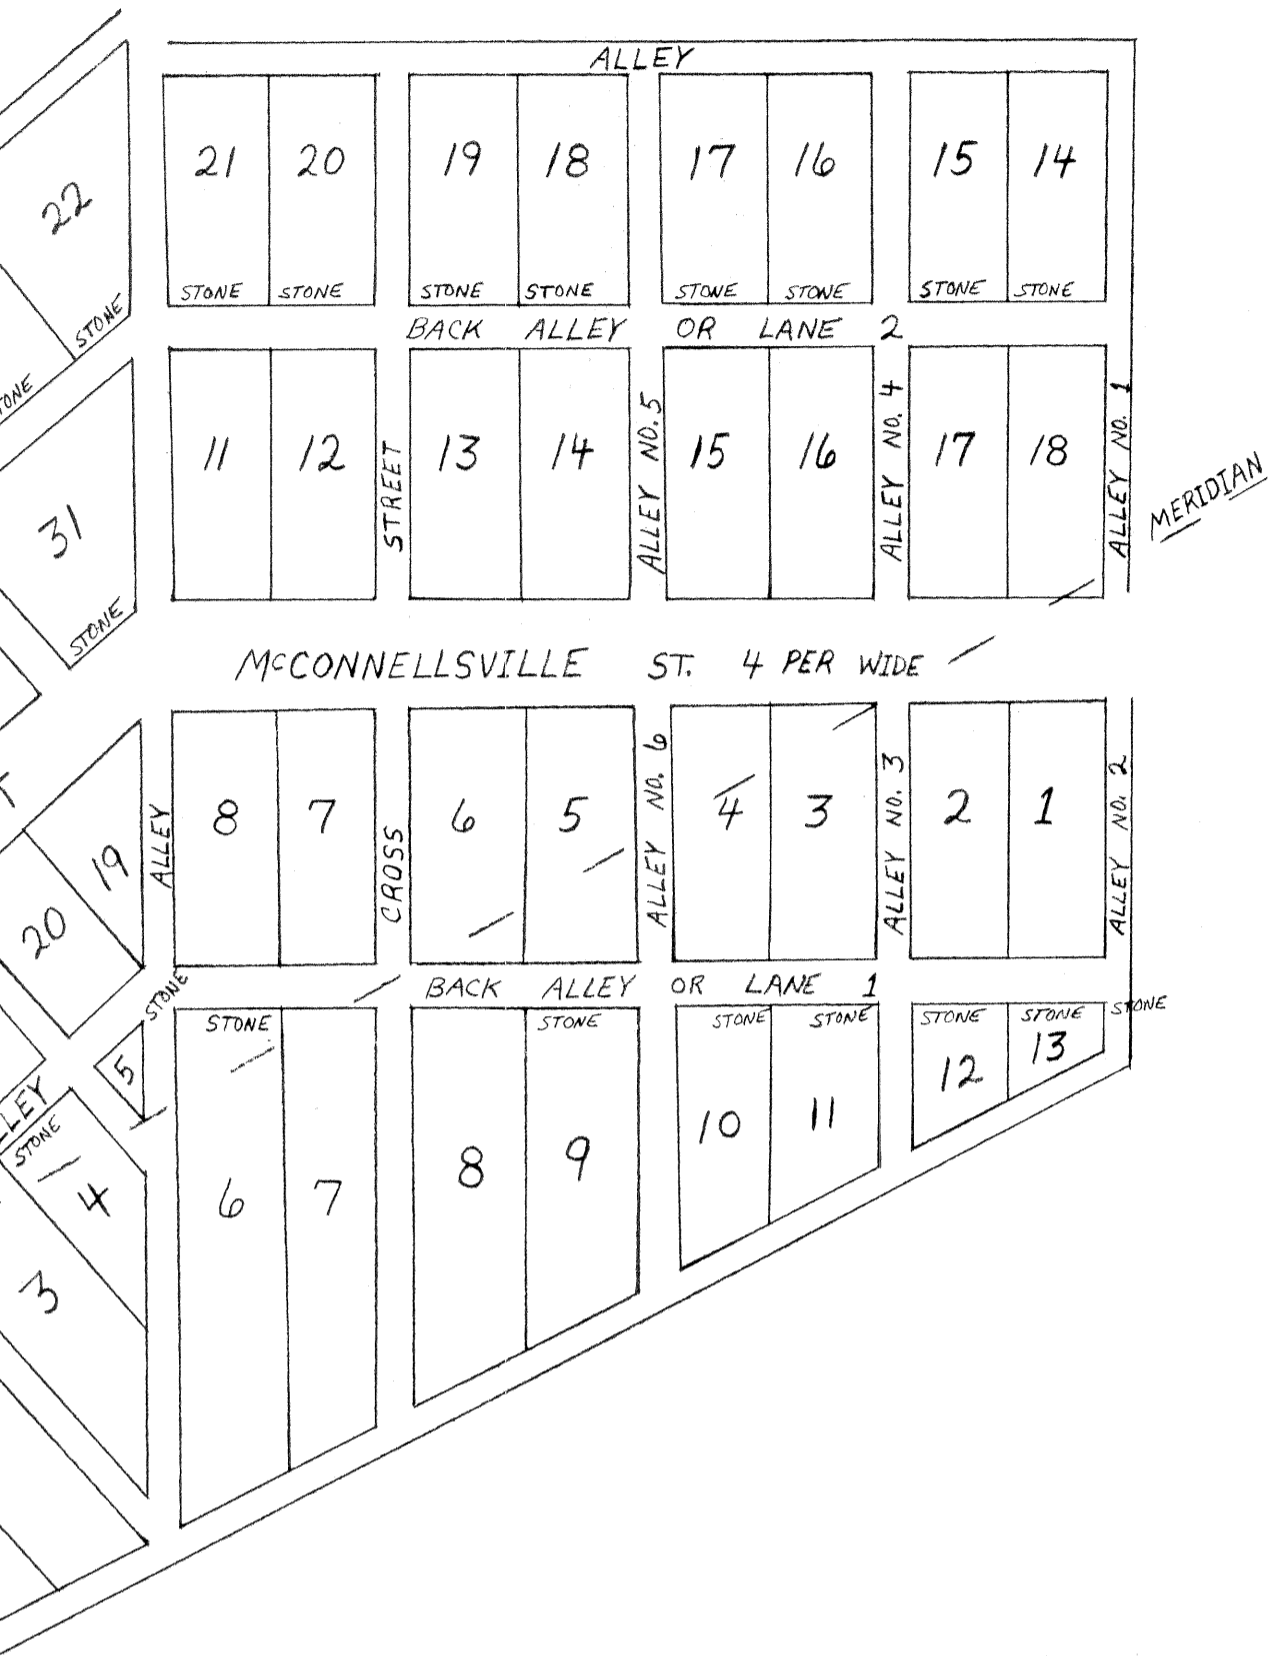 ALLEY
21 20 19 18 17 16 15 14
22
STONE STONE STONE STONE STONE STONE STONE STONE
STONE
BACK ALLEY OR LANE 2
11 12 13 14 15 16 17 18
STREET
ALLEY NO. 5
ALLEY NO. 4
ALLEY NO. 1
MERIDIAN
31
STONE
McCONNELLSVILLE ST. 4 PER WIDE
8 7 6 5 4 3 2 1
ALLEY
CROSS
ALLEY NO. 6
ALLEY NO. 3
ALLEY NO. 2
19
20
STONE
BACK ALLEY OR LANE 1
STONE STONE STONE STONE STONE STONE STONE
5
12 13
STONE
4
10 11
6 7 8 9
3